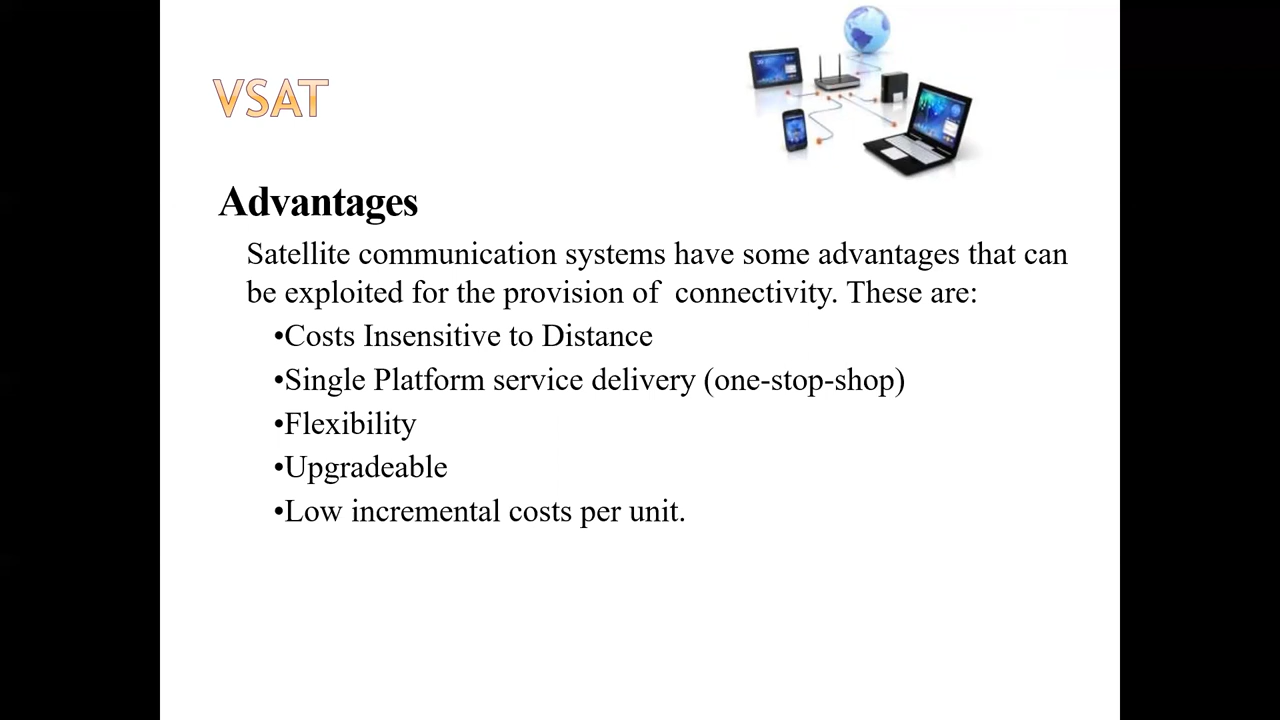 VSAT
Advantages
Satellite communication systems have some advantages that can
be exploited for the provision of  connectivity. These are:
•Costs Insensitive to Distance
•Single Platform service delivery (one-stop-shop)
•Flexibility
•Upgradeable
•Low incremental costs per unit.